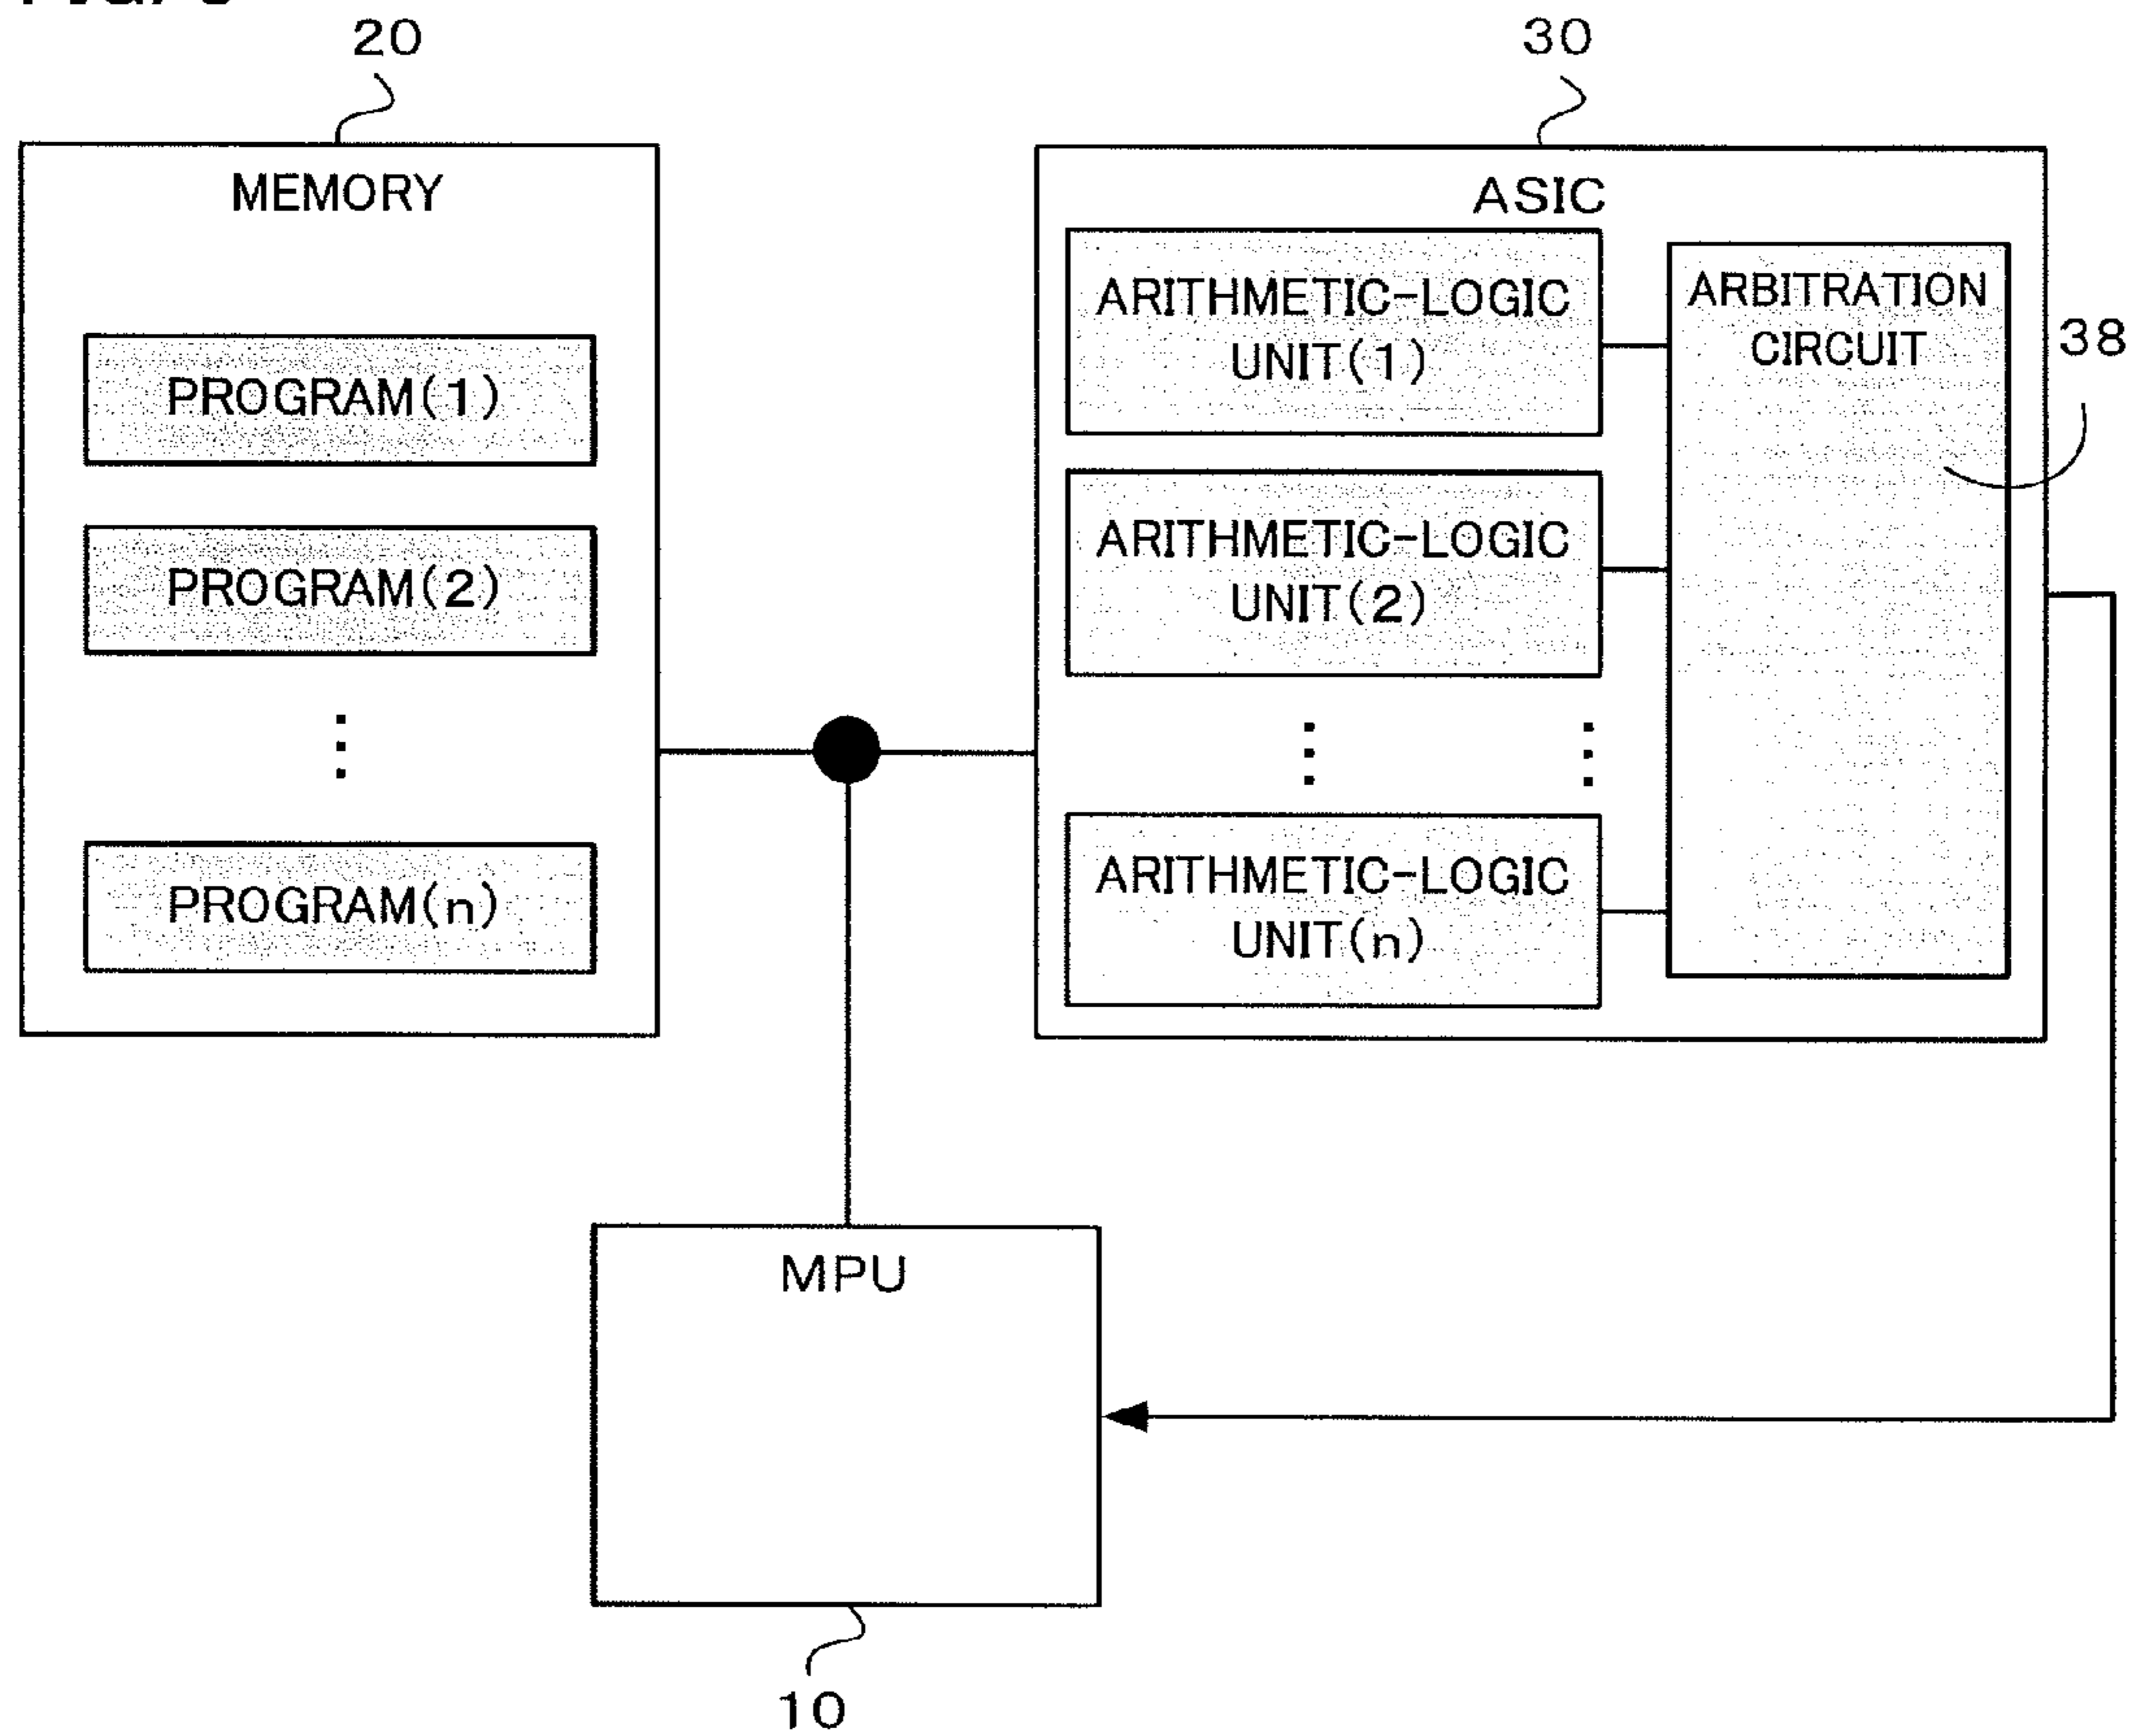 20
30
MEMORY
PROGRAM(1)
PROGRAM(2)
PROGRAM(n)
ASIC
ARITHMETIC-LOGIC
UNIT(1)
ARITHMETIC-LOGIC
UNIT(2)
ARITHMETIC-LOGIC
UNIT(n)
ARBITRATION
CIRCUIT
38
MPU
10